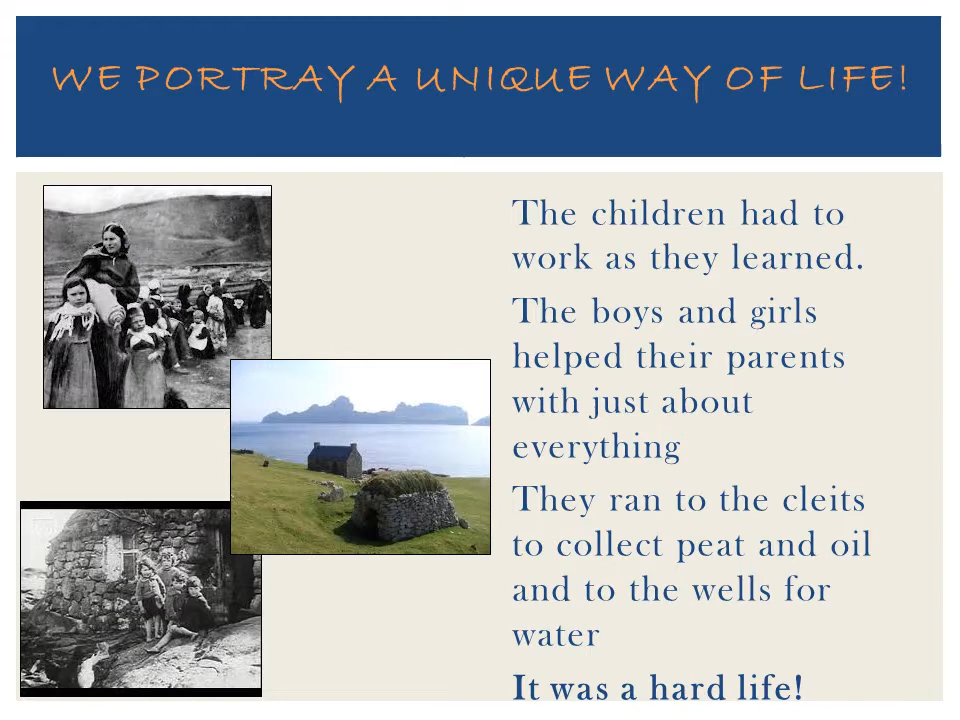 WE PORTRAY A UNIQUE WAY OF LIFE!
The children had to
work as they learned.
The boys and girls
helped their parents
with just about
everything
They ran to the cleits
to collect peat and oil
and to the wells for
water
It was a hard life!